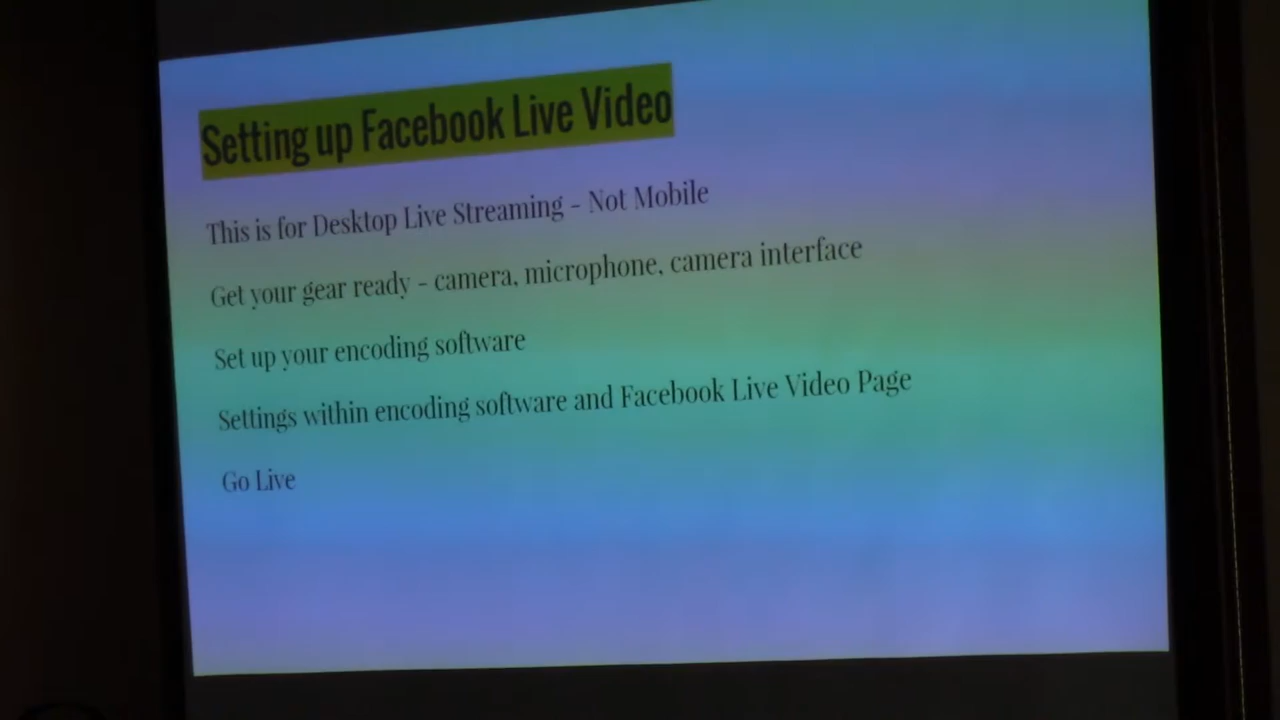 Setting up Facebook Live Video
This is for Desktop Live Streaming - Not Mobile
Get your gear ready - camera, microphone, camera interface
Set up your encoding software
Settings within encoding software and Facebook Live Video Page
Go Live